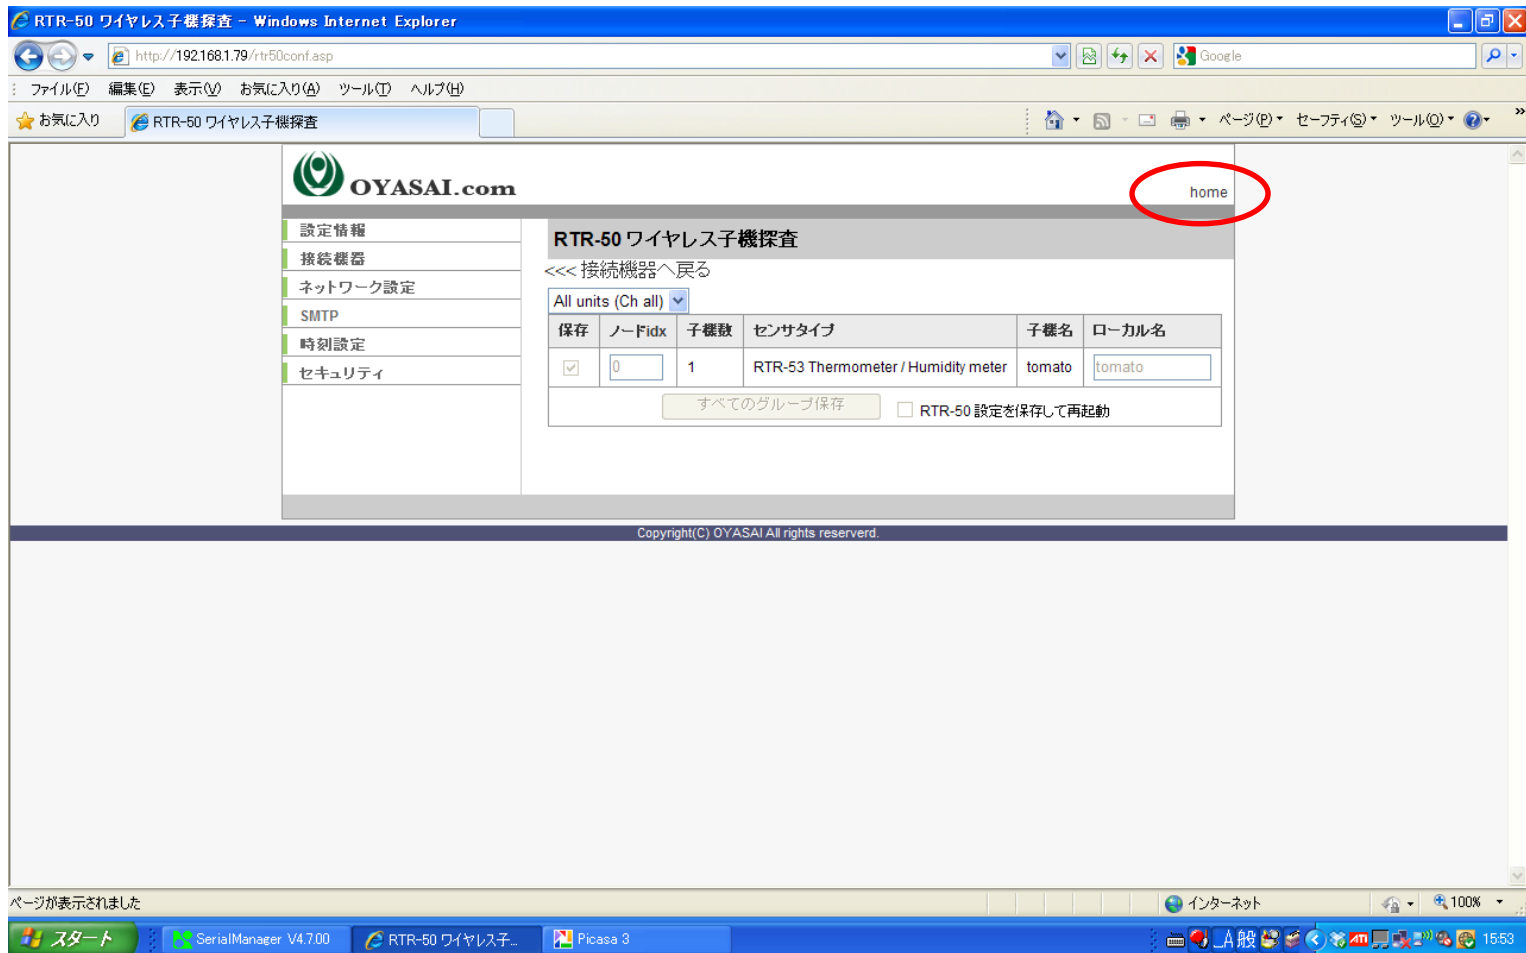 RTR-50 ワイヤレス子機探査 - Windows Internet Explorer
http://192.168.1.79/rtr50conf.asp
Google
ファイル(F) 編集(E) 表示(V) お気に入り(A) ツール(T) ヘルプ(H)
お気に入り RTR-50 ワイヤレス子機探査
ページ(P) セーフティ(S) ツール(O)
OYASAI.com
home
設定情報
接続機器
ネットワーク設定
SMTP
時刻設定
セキュリティ
RTR-50 ワイヤレス子機探査
<<< 接続機器へ戻る
All units (Ch all)
保存 ノードidx 子機数 センサタイプ 子機名 ローカル名
0 1 RTR-53 Thermometer / Humidity meter tomato tomato
すべてのグループ保存 RTR-50 設定を保存して再起動
Copyright(C) OYASAI All rights reserverd.
ページが表示されました インターネット 100%
スタート SerialManager V4.7.00 RTR-50 ワイヤレス子... Picasa 3 A 般 15:53